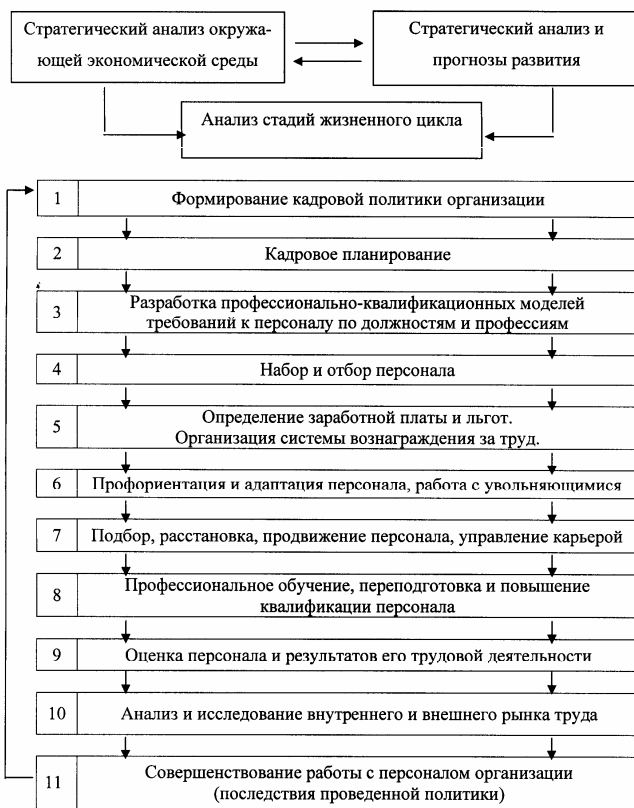 Стратегический анализ окружа-
ющей экономической среды
Стратегический анализ и
прогнозы развития
Анализ стадий жизненного цикла
1 Формирование кадровой политики организации
2 Кадровое планирование
3 Разработка профессионально-квалификационных моделей
требований к персоналу по должностям и профессиям
4 Набор и отбор персонала
5 Определение заработной платы и льгот.
Организация системы вознаграждения за труд.
6 Профориентация и адаптация персонала, работа с увольняющимися
7 Подбор, расстановка, продвижение персонала, управление карьерой
8 Профессиональное обучение, переподготовка и повышение
квалификации персонала
9 Оценка персонала и результатов его трудовой деятельности
10 Анализ и исследование внутреннего и внешнего рынка труда
11 Совершенствование работы с персоналом организации
(последствия проведенной политики)